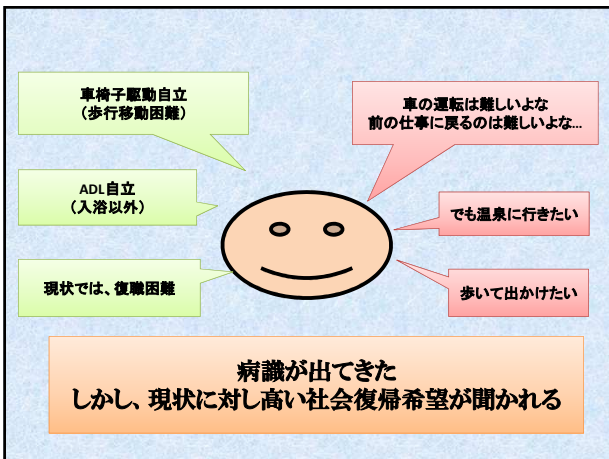 車椅子駆動自立
(歩行移動困難)
ADL自立
(入浴以外)
現状では、復職困難
車の運転は難しいよな
前の仕事に戻るのは難しいよな...
でも温泉に行きたい
歩いて出かけたい
病識が出てきた
しかし、現状に対し高い社会復帰希望が聞かれる